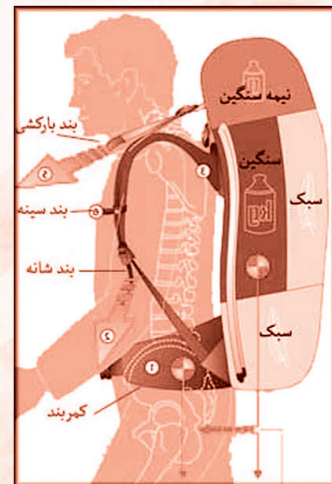 نیمه سنگین
بند بارکشی
سنگین
سبک
بند سینه
بند شانه
سبک
کمربند